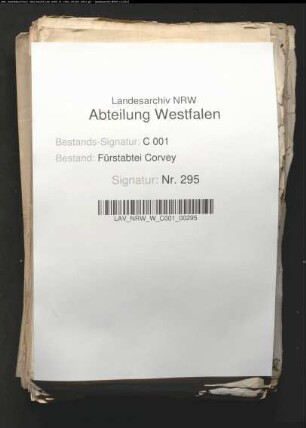 Landesarchiv NRW
Abteilung Westfalen
Bestands-Signatur: C 001
Bestand: Fürstabtei Corvey
Signatur: Nr. 295
LAV_NRW_W_C001_00295